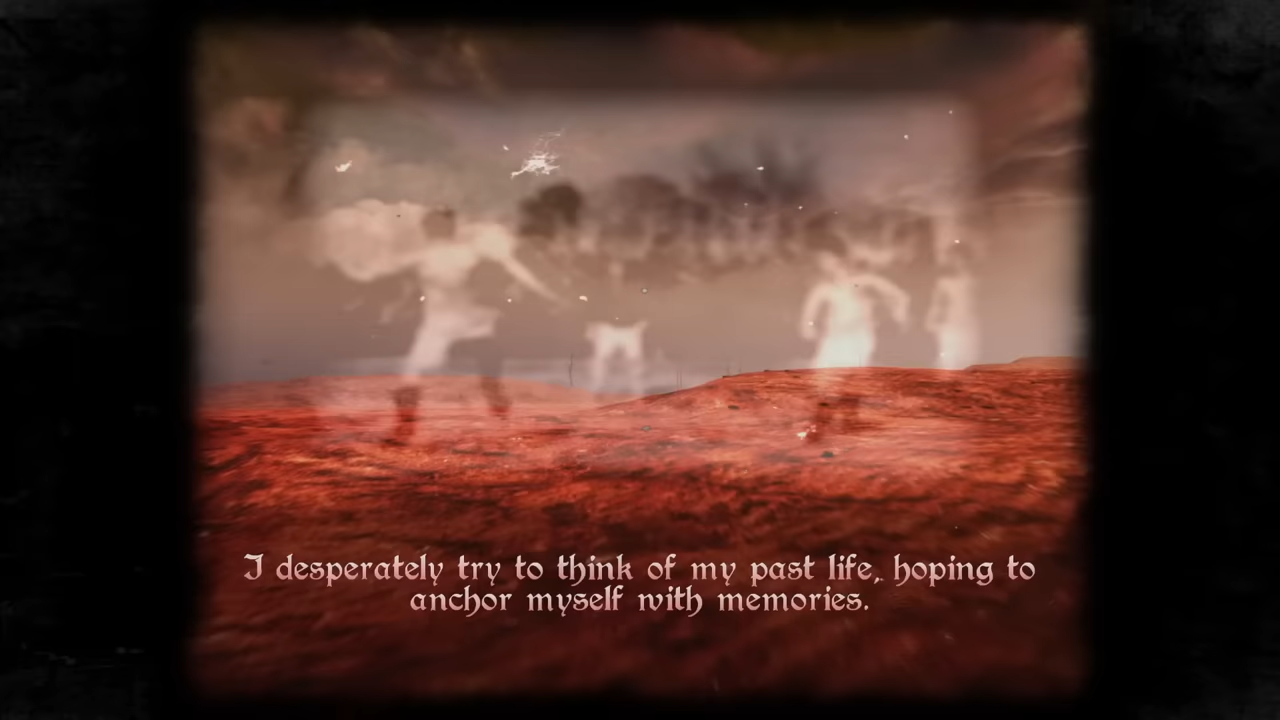 I desperately try to think of my past life, hoping to
anchor myself with memories.